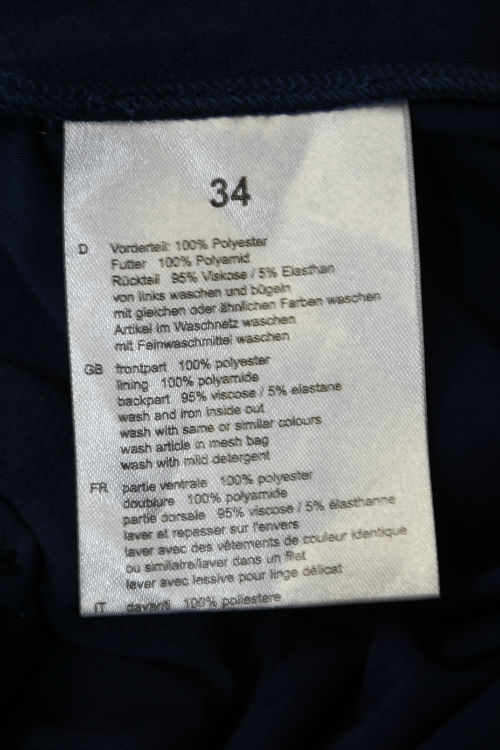 34
D Vorderteil: 100% Polyester
Futter 100% Polyamid
Rückteil 95% Viskose / 5% Elasthan
von links waschen und bügeln
mit gleichen oder ähnlichen Farben waschen
Artikel im Waschnetz waschen
mit Feinwaschmittel waschen
GB frontpart 100% polyester
lining 100% polyamide
backpart 95% viscose / 5% elastane
wash and iron inside out
wash with same or similar colours
wash article in mesh bag
wash with mild detergent
FR partie ventrale 100% polyester
doublure 100% polyamide
partie dorsale 95% viscose / 5% élasthanne
laver et repasser sur l'envers
laver avec des vêtements de couleur identique
ou similaire/laver dans un filet
laver avec lessive pour linge délicat
IT davanti 100% poliestere